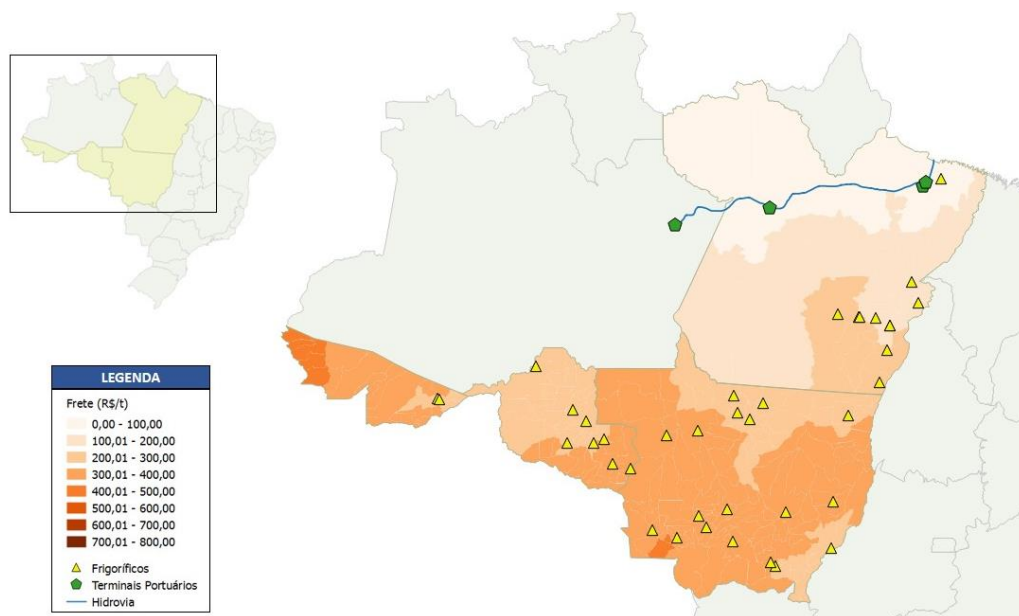 LEGENDA
Frete (R$/t)
0,00 - 100,00
100,01 - 200,00
200,01 - 300,00
300,01 - 400,00
400,01 - 500,00
500,01 - 600,00
600,01 - 700,00
700,01 - 800,00
Frigoríficos
Terminais Portuários
Hidrovia